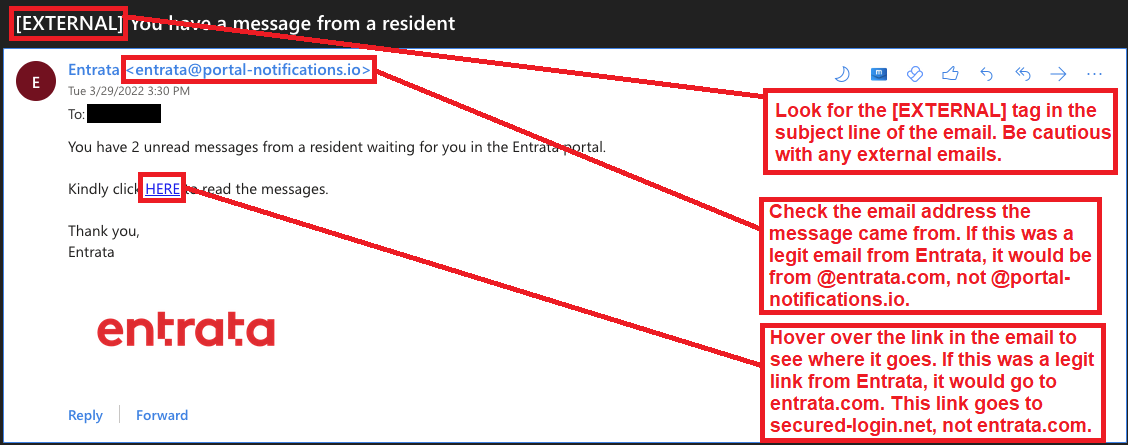 [EXTERNAL] You have a message from a resident
E
Entrata <entrata@portal-notifications.io>
Tue 3/29/2022 3:30 PM
To:
You have 2 unread messages from a resident waiting for you in the Entrata portal.
Kindly click HERE to read the messages.
Thank you,
Entrata
entrata
Reply
Forward
Look for the [EXTERNAL] tag in the
subject line of the email. Be cautious
with any external emails.
Check the email address the
message came from. If this was a
legit email from Entrata, it would be
from @entrata.com, not @portal-
notifications.io.
Hover over the link in the email to
see where it goes. If this was a legit
link from Entrata, it would go to
entrata.com. This link goes to
secured-login.net, not entrata.com.